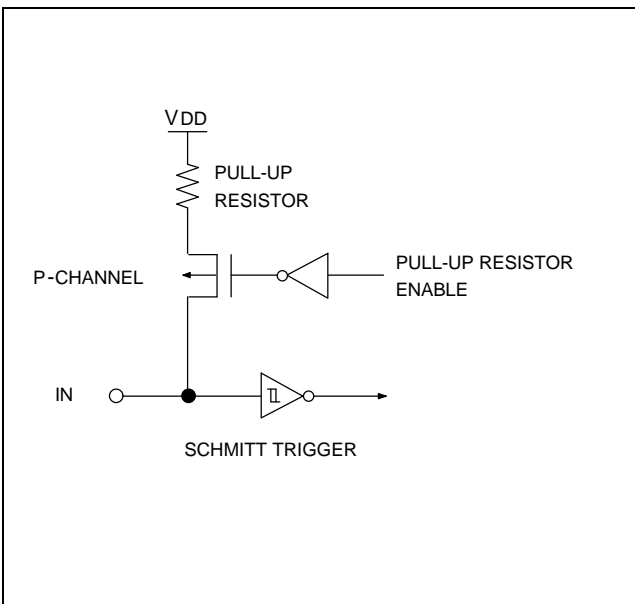 VDD
PULL-UP
RESISTOR
P-CHANNEL
PULL-UP RESISTOR
ENABLE
IN
SCHMITT TRIGGER